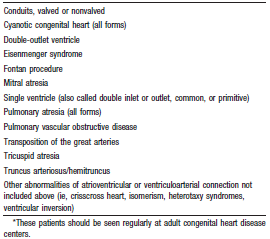 Conduits, valved or nonvalved
Cyanotic congenital heart (all forms)
Double-outlet ventricle
Eisenmenger syndrome
Fontan procedure
Mitral atresia
Single ventricle (also called double inlet or outlet, common, or primitive)
Pulmonary atresia (all forms)
Pulmonary vascular obstructive disease
Transposition of the great arteries
Tricuspid atresia
Truncus arteriosus/hemitruncus
Other abnormalities of atrioventricular or ventriculoarterial connection not
included above (ie, crisscross heart, isomerism, heterotaxy syndromes,
ventricular inversion)
*These patients should be seen regularly at adult congenital heart disease
centers.